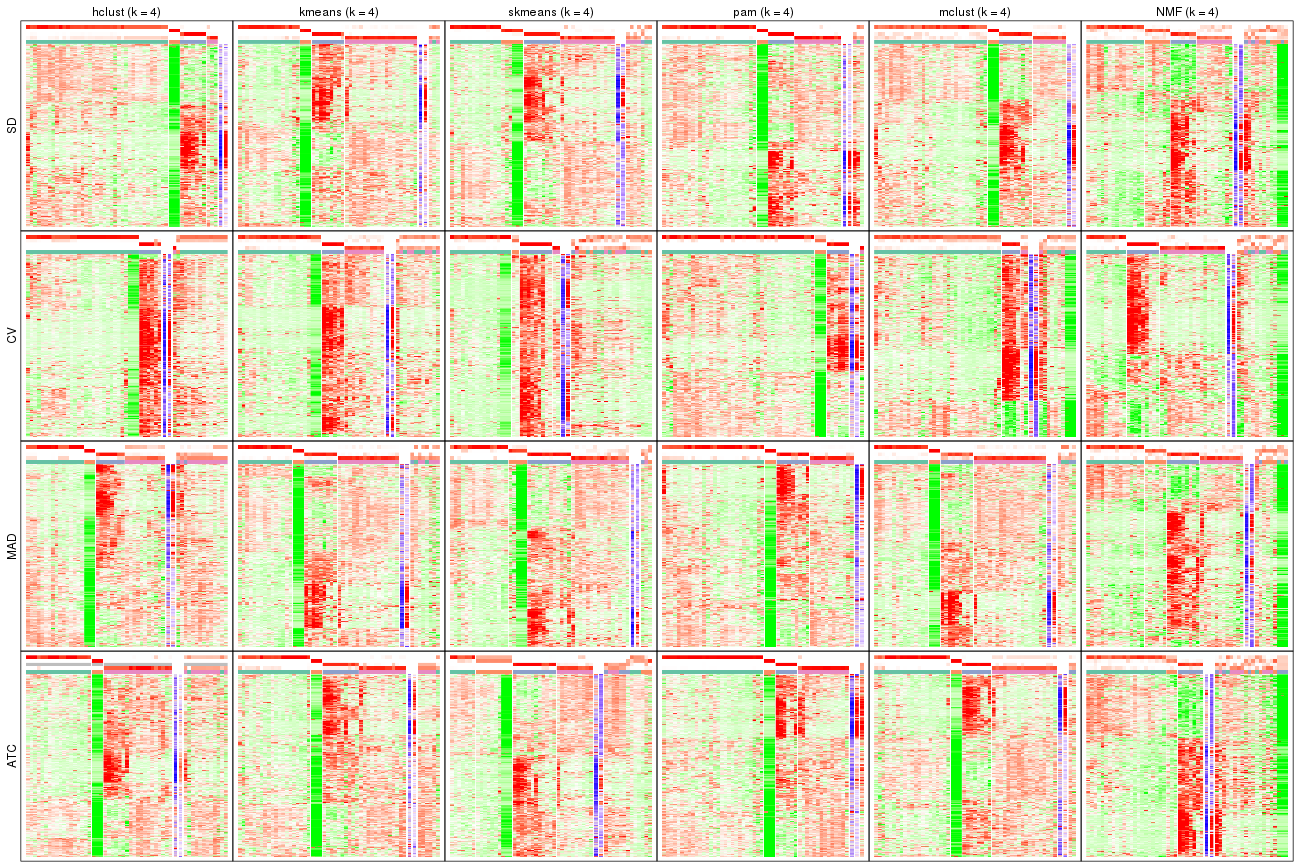 hclust (k = 4) kmeans (k = 4) skmeans (k = 4) pam (k = 4) mclust (k = 4) NMF (k = 4)
SD
CV
MAD
ATC